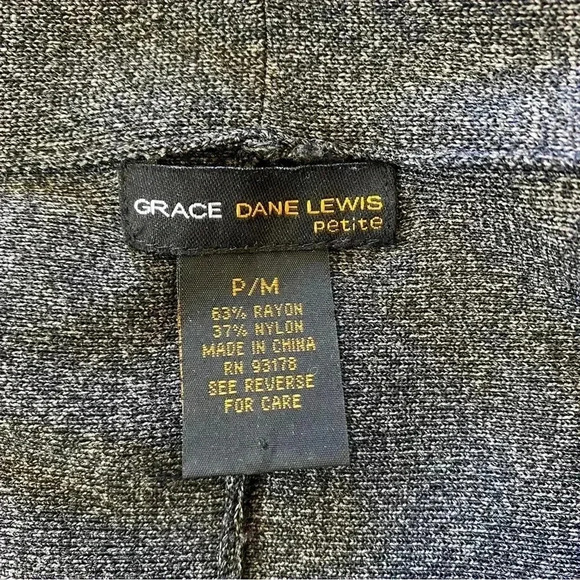 GRACE DANE LEWIS
petite
P/M
63% RAYON
37% NYLON
MADE IN CHINA
RN 93178
SEE REVERSE
FOR CARE